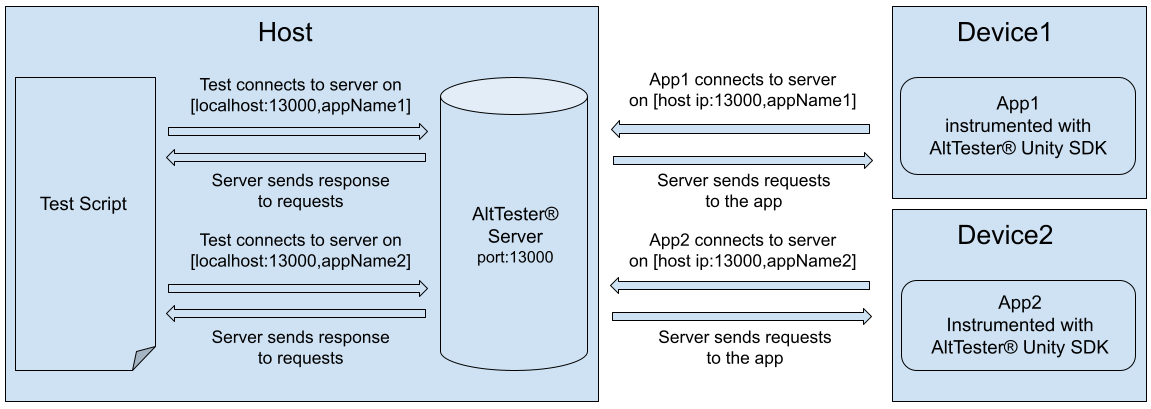 Host
Test Script
Test connects to server on
[localhost:13000,appName1]
Server sends response
to requests
Test connects to server on
[localhost:13000,appName2]
Server sends response
to requests
AltTester®
Server
port:13000
App1 connects to server
on [host ip:13000,appName1]
Server sends requests
to the app
App2 connects to server
on [host ip:13000,appName2]
Server sends requests
to the app
Device1
App1
instrumented with
AltTester® Unity SDK
Device2
App2
Instrumented with
AltTester® Unity SDK